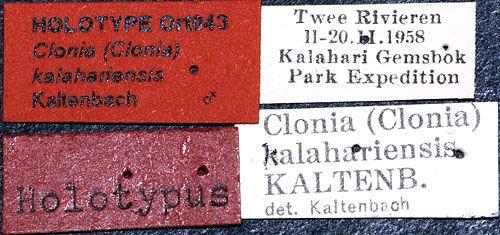 HOLOTYPE Ort043
Clonia (Clonia)
kalahariensis
Kaltenbach ♂
Twee Rivieren
11-20.II.1958
Kalahari Gemsbok
Park Expedition
Holotypus
Clonia (Clonia)
kalahariensis
KALTENB.
det. Kaltenbach